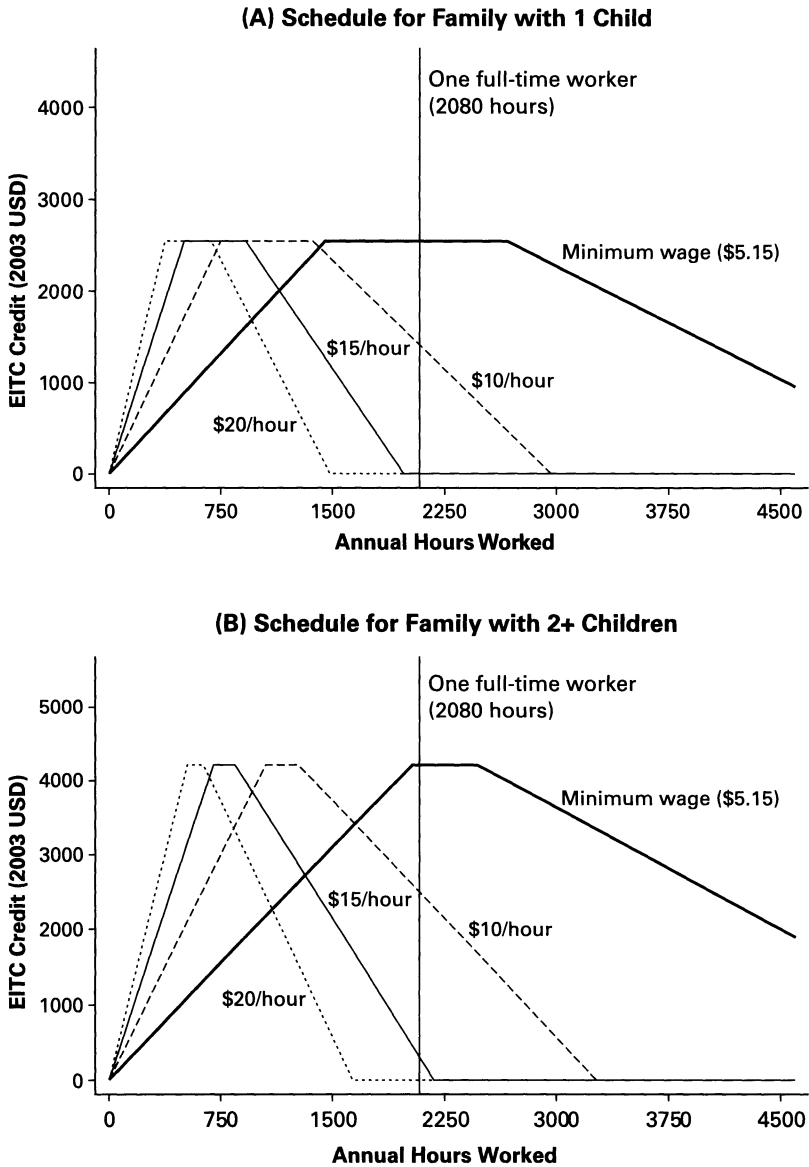 (A) Schedule for Family with 1 Child
One full-time worker
(2080 hours)
4000
3000
2000
1000
0
EITC Credit (2003 USD)
Minimum wage ($5.15)
$15/hour
$10/hour
$20/hour
0 750 1500 2250 3000 3750 4500
Annual Hours Worked
(B) Schedule for Family with 2+ Children
One full-time worker
(2080 hours)
5000
4000
3000
2000
1000
0
EITC Credit (2003 USD)
Minimum wage ($5.15)
$15/hour
$10/hour
$20/hour
0 750 1500 2250 3000 3750 4500
Annual Hours Worked